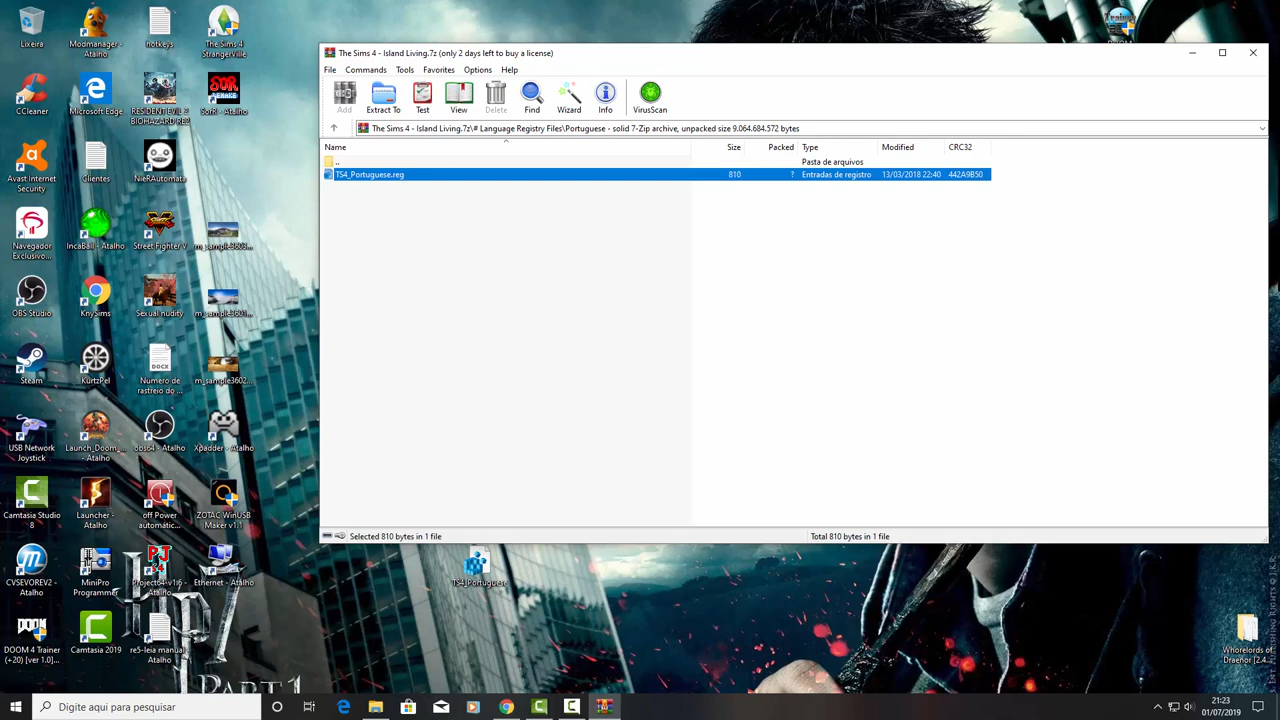 Lixeira
Modmanager - Atalho
hotkeys
The Sims 4 StrangerVille
CCleaner
Microsoft Edge
RESIDENT EVIL 2 BIOHAZARD RE2
SorR - Atalho
Avast Internet Security
Clientes
NieRAutomata
Navegador Exclusivo...
IncaBall - Atalho
Street Fighter V
m_sample3603...
OBS Studio
KnySims
Sexual nudity
m_sample3601...
Steam
KurtzPel
Numero de rastreio do ...
m_sample3602...
USB Network Joystick
Launch_Doom_... - Atalho
obs64 - Atalho
Xpadder - Atalho
Camtasia Studio 8
Launcher - Atalho
off Power automátic...
ZOTAC WinUSB Maker v1.1
CVSEVOREV2 - Atalho
MiniPro Programmer
Project64-v1.6 - Atalho
Ethernet - Atalho
DOOM 4 Trainer (+20) [ver 1.0]...
Camtasia 2019
re5-leia manual - Atalho
The Sims 4 - Island Living.7z (only 2 days left to buy a license)
File Commands Tools Favorites Options Help
Add Extract To Test View Delete Find Wizard Info VirusScan
The Sims 4 - Island Living.7z\# Language Registry Files\Portuguese - solid 7-Zip archive, unpacked size 9.064.684.572 bytes
Name Size Packed Type Modified CRC32
.. Pasta de arquivos
TS4_Portuguese.reg 810 ? Entradas de registro 13/03/2018 22:40 442A9B50
Selected 810 bytes in 1 file Total 810 bytes in 1 file
TS4_Portuguese
Whorelords of Draenor [2.4...
PART 1
Digite aqui para pesquisar
21:23
01/07/2019